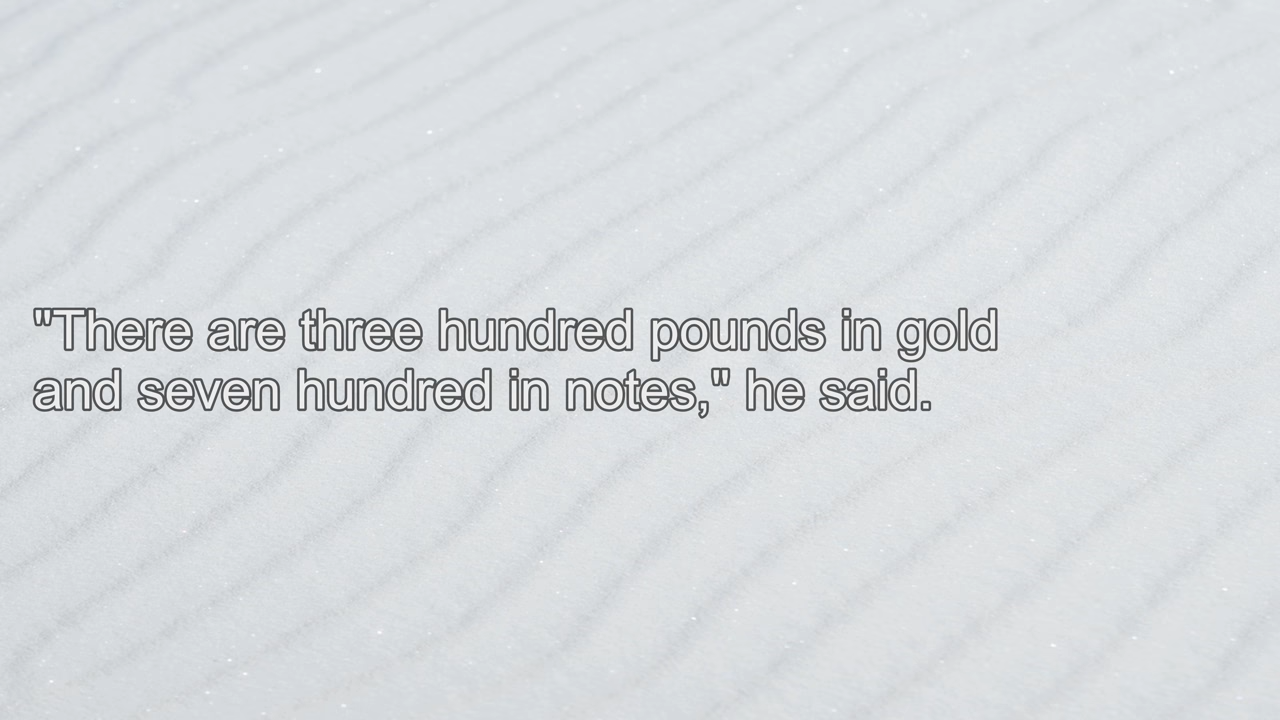 "There are three hundred pounds in gold
and seven hundred in notes," he said.